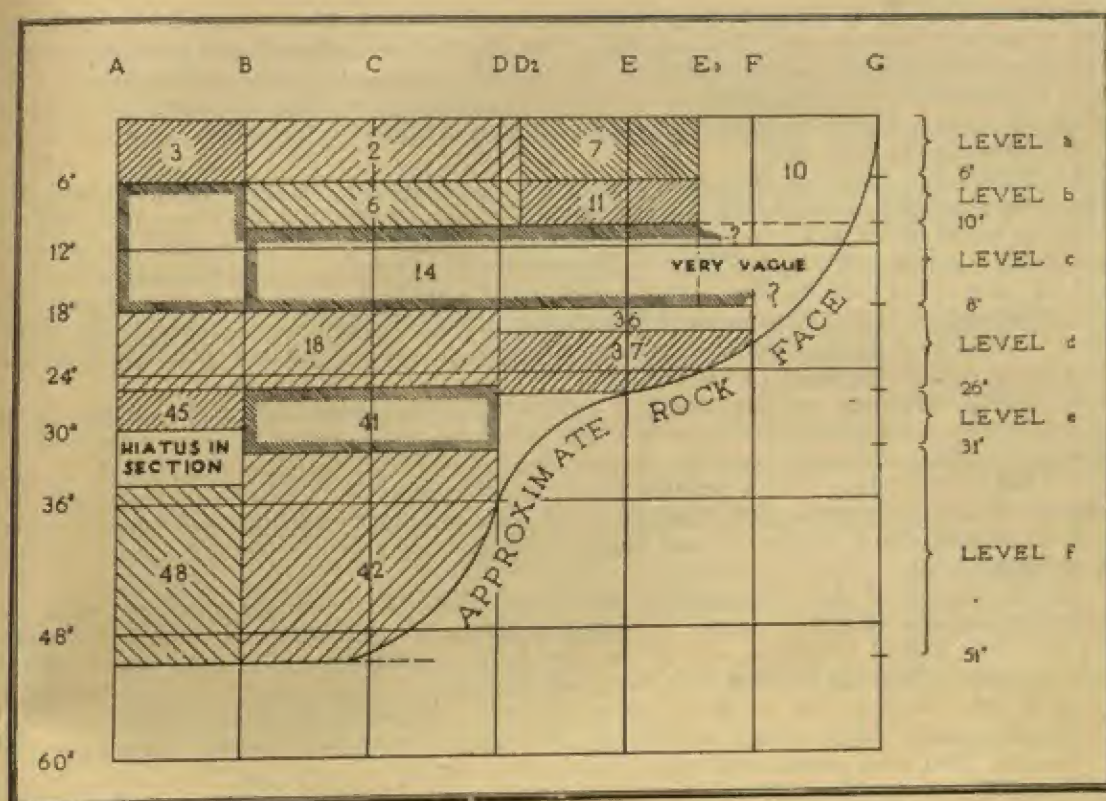 A B C D D2 E E3 F G
3 2 7 10 LEVEL a
6" 6"
6 11 LEVEL b
10"
?
12" 14 VERY VAGUE LEVEL c
18" ? 8"
36
18 37 LEVEL d
24" 26"
45 41 LEVEL e
30" 31"
HIATUS IN
SECTION
APPROXIMATE ROCK FACE
36"
48 42 LEVEL F
48"
51"
60"